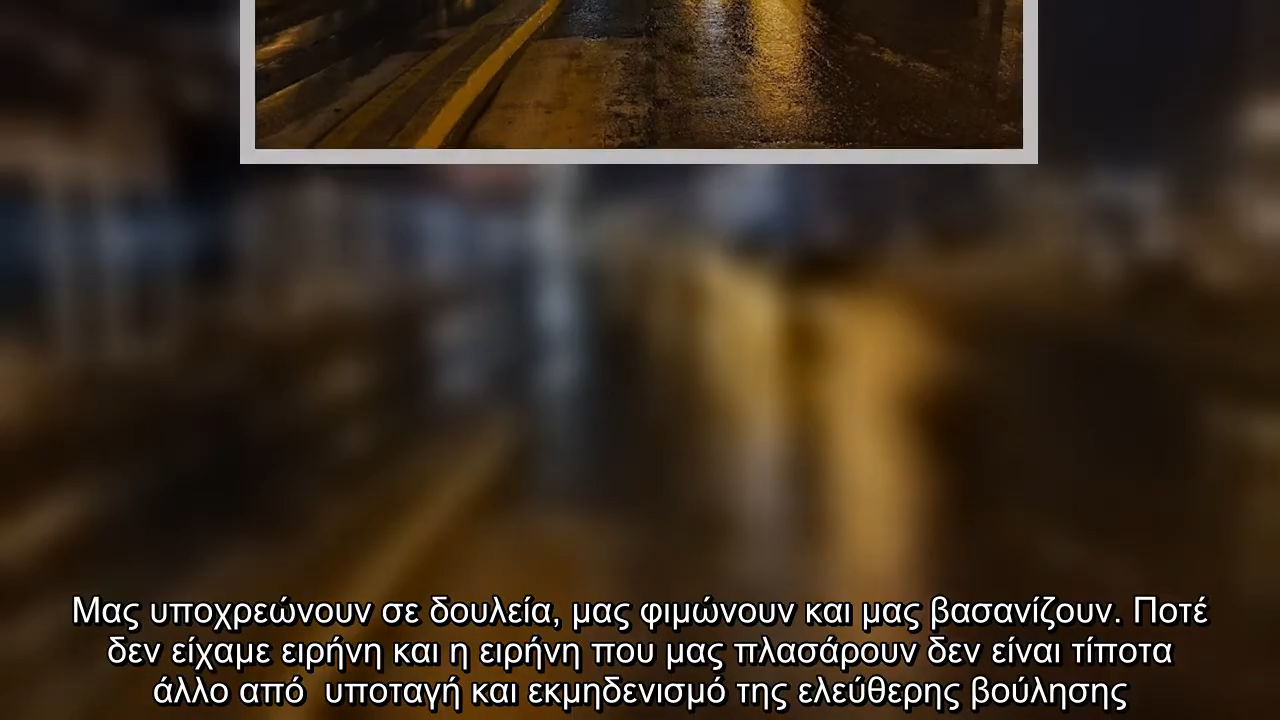 Μας υποχρεώνουν σε δουλεία, μας φιμώνουν και μας βασανίζουν. Ποτέ
δεν είχαμε ειρήνη και η ειρήνη που μας πλασάρουν δεν είναι τίποτα
άλλο από  υποταγή και εκμηδενισμό της ελεύθερης βούλησης